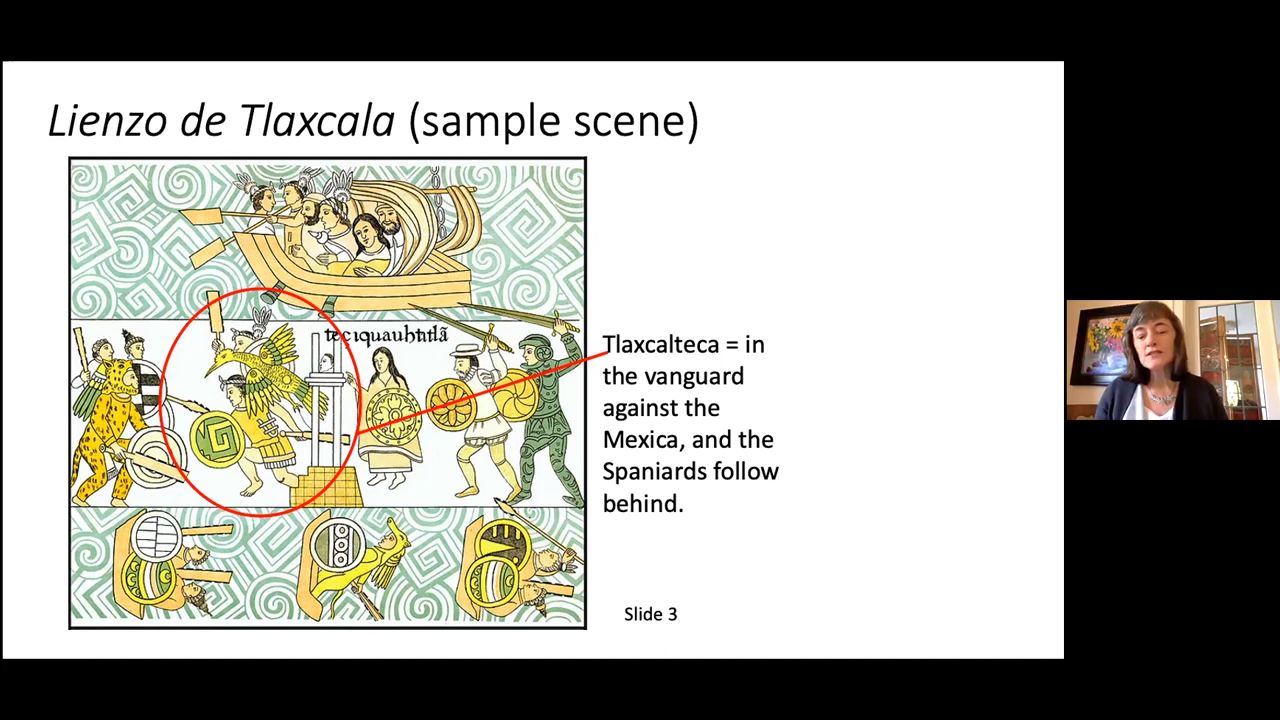 Lienzo de Tlaxcala (sample scene)
tecıquauhtıtlã
Tlaxcalteca = in
the vanguard
against the
Mexica, and the
Spaniards follow
behind.
Slide 3